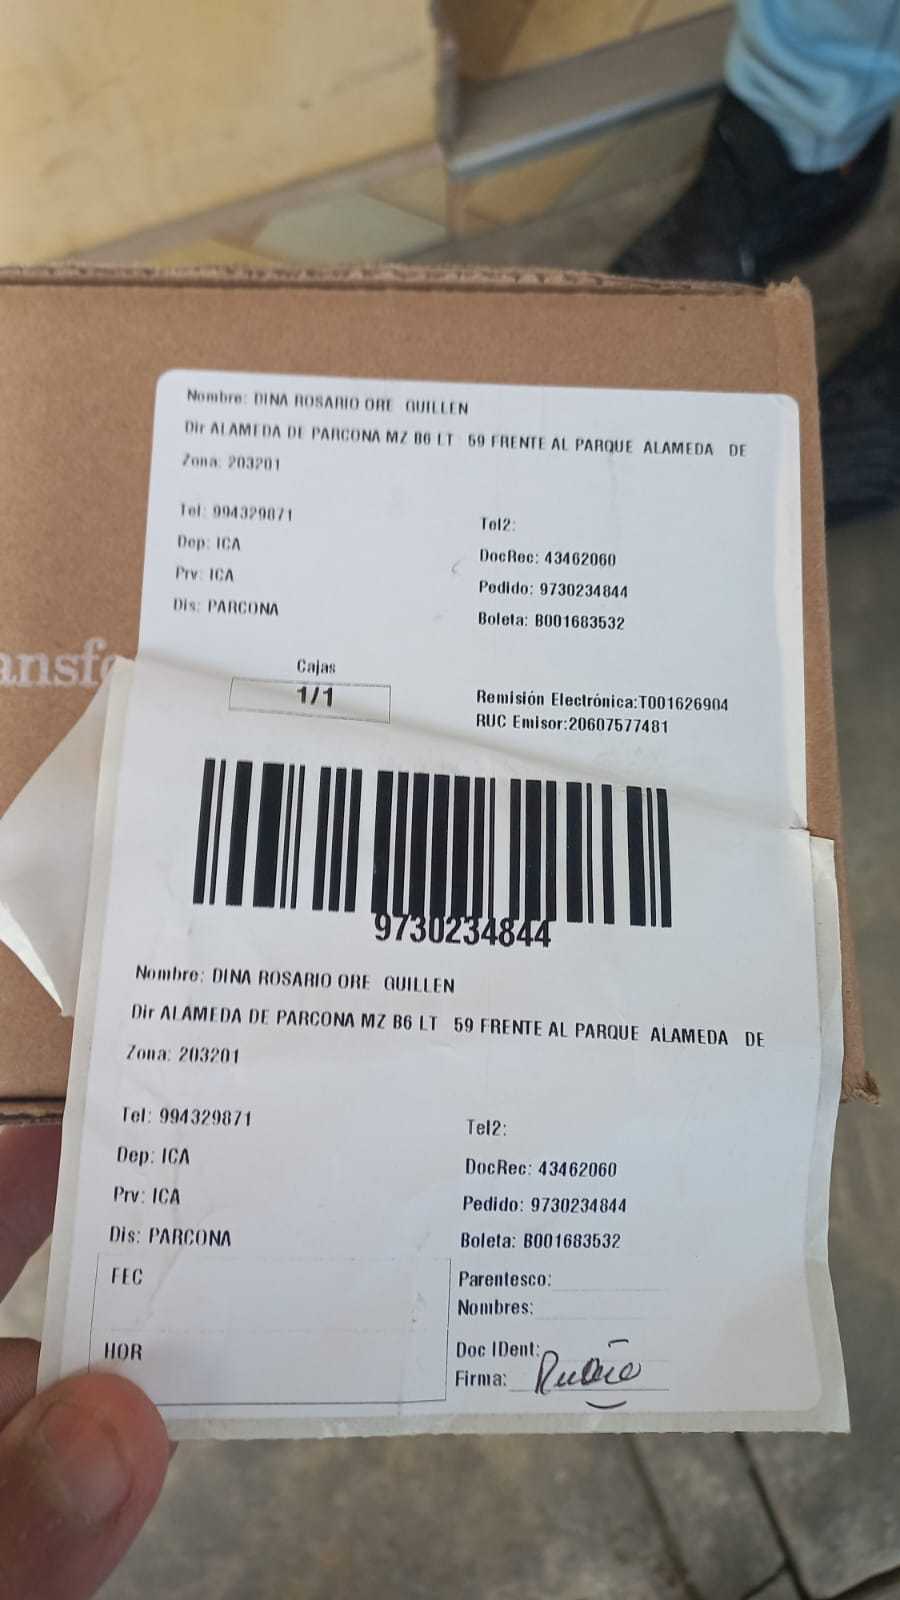 Nombre: DINA ROSARIO ORE GUILLEN
Dir ALAMEDA DE PARCONA MZ B6 LT 59 FRENTE AL PARQUE ALAMEDA DE
Zona: 203201
Tel: 994329871
Tel2:
Dep: ICA
DocRec: 43462060
Prv: ICA
Pedido: 9730234844
Dis: PARCONA
Boleta: B001683532
Cajas
1/1
Remisión Electrónica:T001626904
RUC Emisor:20607577481
9730234844
Nombre: DINA ROSARIO ORE GUILLEN
Dir ALAMEDA DE PARCONA MZ B6 LT 59 FRENTE AL PARQUE ALAMEDA DE
Zona: 203201
Tel: 994329871
Tel2:
Dep: ICA
DocRec: 43462060
Prv: ICA
Pedido: 9730234844
Dis: PARCONA
Boleta: B001683532
FEC
Parentesco:
Nombres:
HOR
Doc IDent:
Firma: